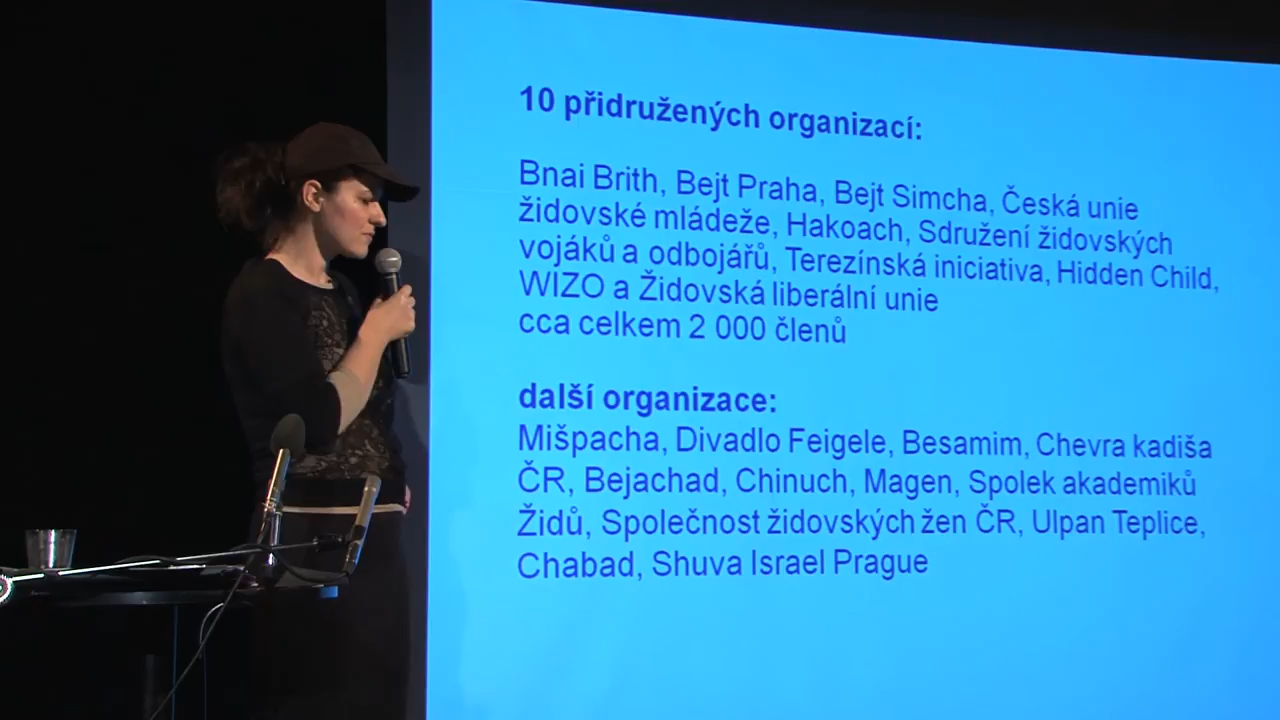 10 přidružených organizací:
Bnai Brith, Bejt Praha, Bejt Simcha, Česká unie
židovské mládeže, Hakoach, Sdružení židovských
vojáků a odbojářů, Terezínská iniciativa, Hidden Child,
WIZO a Židovská liberální unie
cca celkem 2 000 členů
další organizace:
Mišpacha, Divadlo Feigele, Besamim, Chevra kadiša
ČR, Bejachad, Chinuch, Magen, Spolek akademiků
Židů, Společnost židovských žen ČR, Ulpan Teplice,
Chabad, Shuva Israel Prague